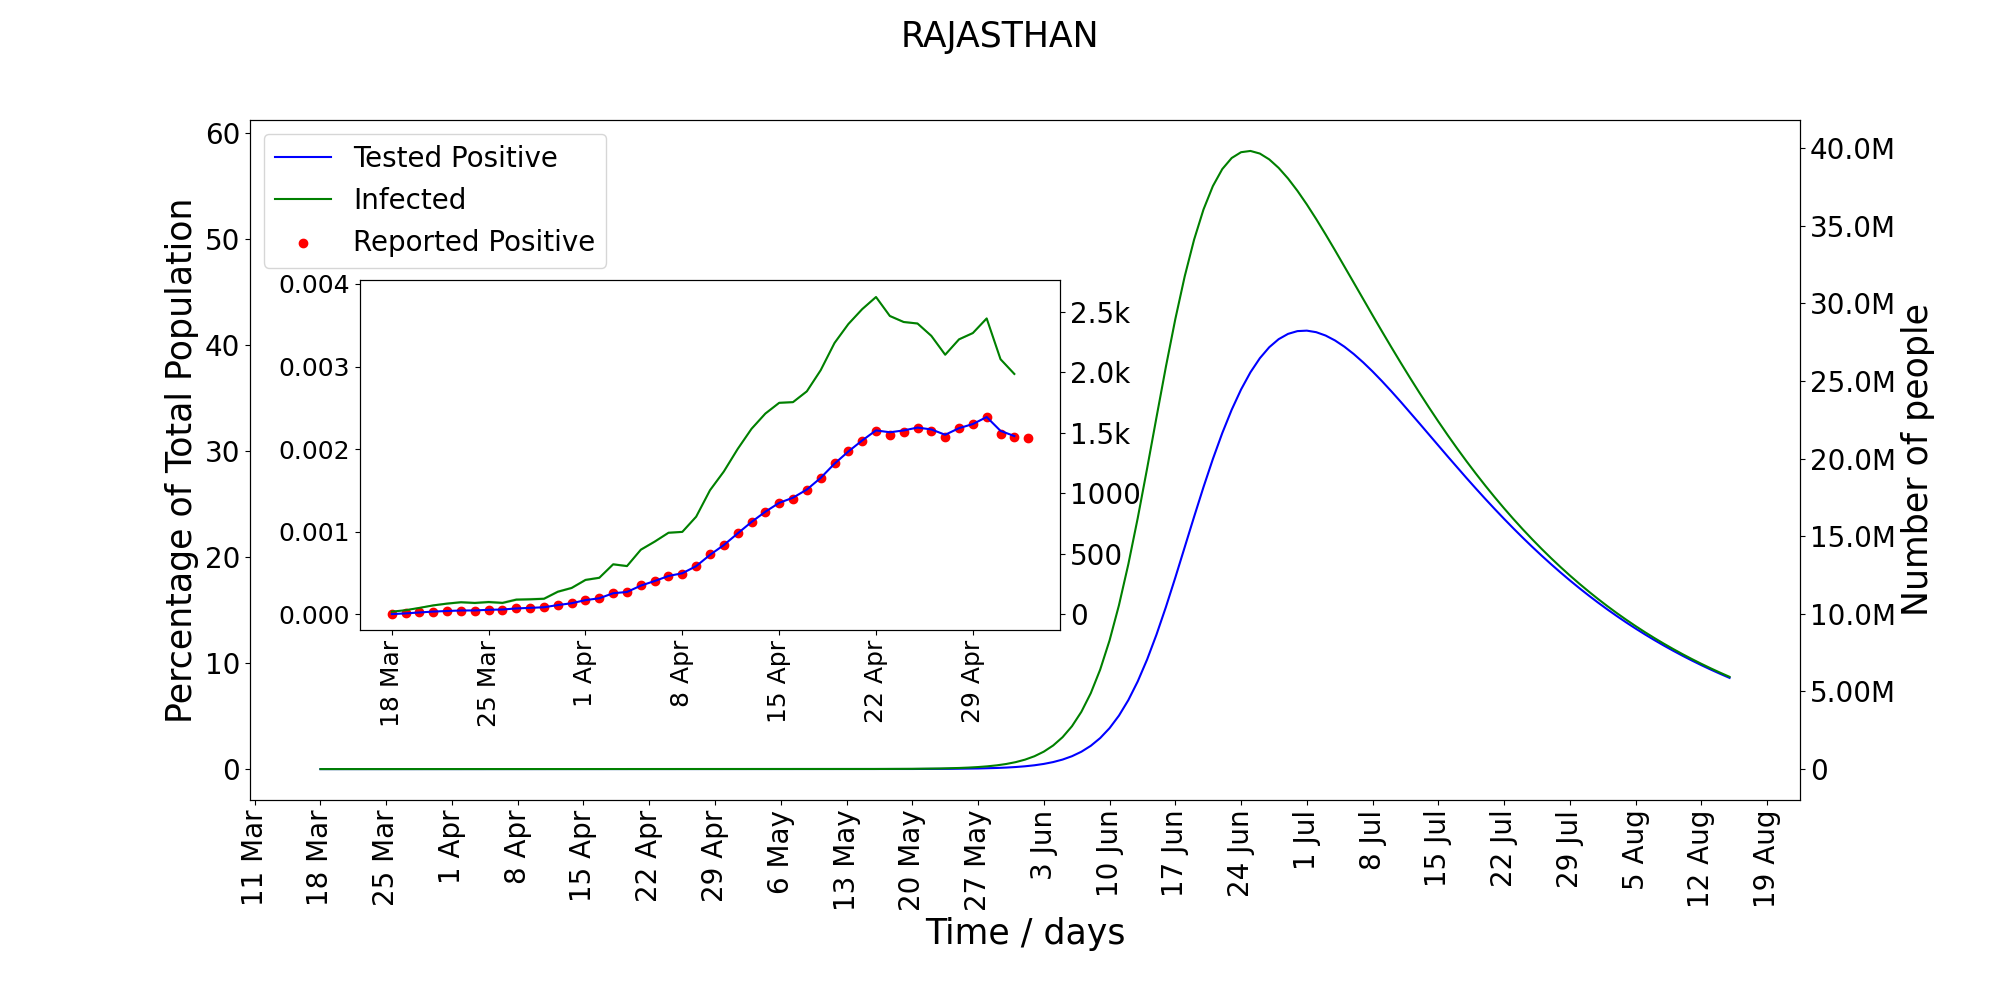 RAJASTHAN
Tested Positive
Infected
Reported Positive
Percentage of Total Population
60
50
40
30
20
10
0
40.0M
35.0M
30.0M
25.0M
20.0M
15.0M
10.0M
5.00M
0
Number of people
0.004
0.003
0.002
0.001
0.000
2.5k
2.0k
1.5k
1000
500
0
18 Mar
25 Mar
1 Apr
8 Apr
15 Apr
22 Apr
29 Apr
11 Mar
18 Mar
25 Mar
1 Apr
8 Apr
15 Apr
22 Apr
29 Apr
6 May
13 May
20 May
27 May
3 Jun
10 Jun
17 Jun
24 Jun
1 Jul
8 Jul
15 Jul
22 Jul
29 Jul
5 Aug
12 Aug
19 Aug
Time / days